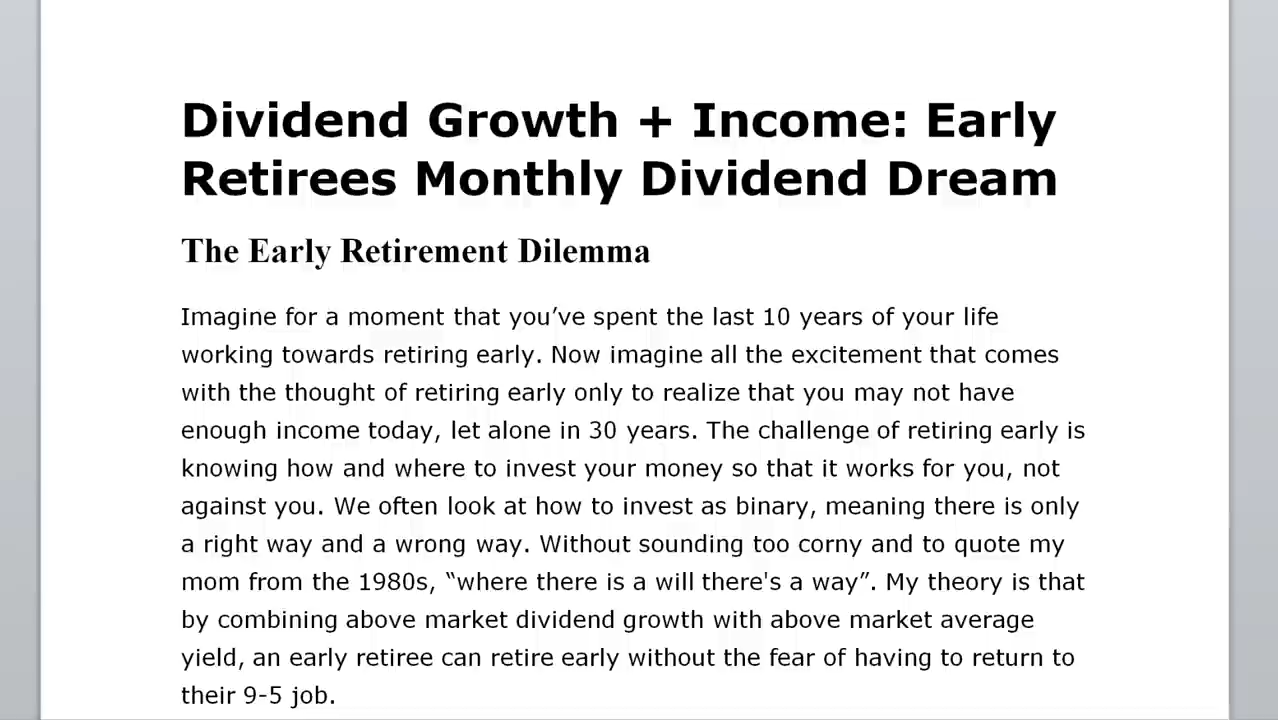 Dividend Growth + Income: Early
Retirees Monthly Dividend Dream
The Early Retirement Dilemma
Imagine for a moment that you’ve spent the last 10 years of your life
working towards retiring early. Now imagine all the excitement that comes
with the thought of retiring early only to realize that you may not have
enough income today, let alone in 30 years. The challenge of retiring early is
knowing how and where to invest your money so that it works for you, not
against you. We often look at how to invest as binary, meaning there is only
a right way and a wrong way. Without sounding too corny and to quote my
mom from the 1980s, “where there is a will there's a way”. My theory is that
by combining above market dividend growth with above market average
yield, an early retiree can retire early without the fear of having to return to
their 9-5 job.